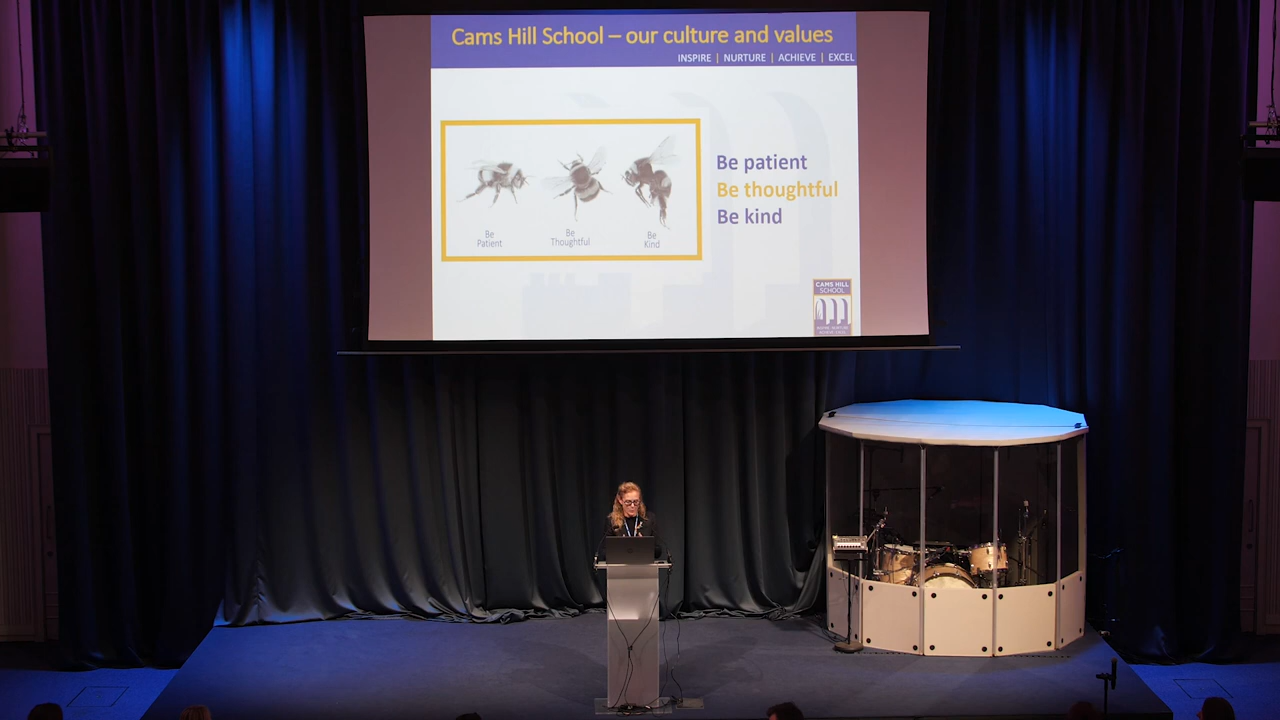 Cams Hill School – our culture and values
INSPIRE | NURTURE | ACHIEVE | EXCEL
Be patient
Be thoughtful
Be kind
Be
Patient
Be
Thoughtful
Be
Kind
CAMS HILL
SCHOOL